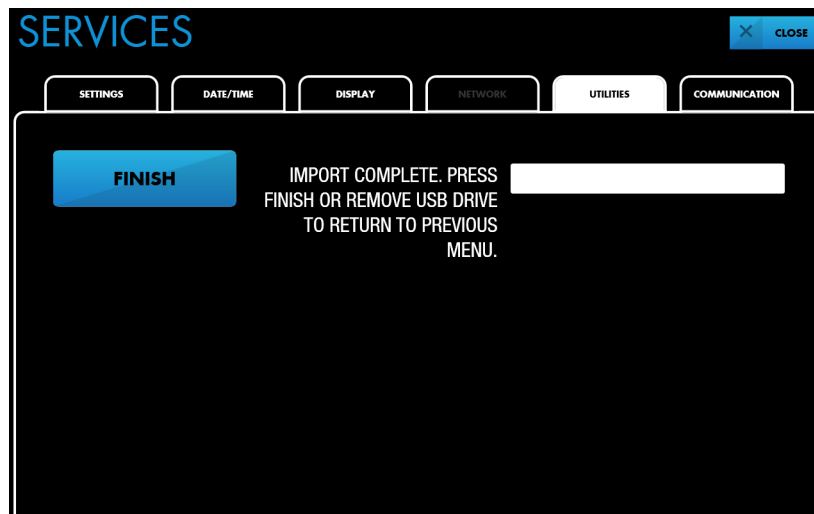 SERVICES
CLOSE
SETTINGS
DATE/TIME
DISPLAY
NETWORK
UTILITIES
COMMUNICATION
FINISH
IMPORT COMPLETE. PRESS
FINISH OR REMOVE USB DRIVE
TO RETURN TO PREVIOUS
MENU.